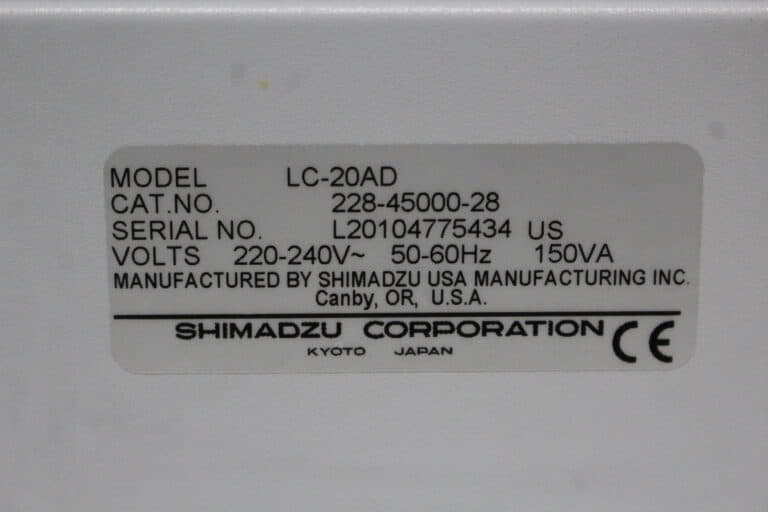 MODEL LC-20AD
CAT.NO. 228-45000-28
SERIAL NO. L20104775434 US
VOLTS 220-240V~ 50-60Hz 150VA
MANUFACTURED BY SHIMADZU USA MANUFACTURING INC.
Canby, OR, U.S.A.
SHIMADZU CORPORATION CE
KYOTO JAPAN